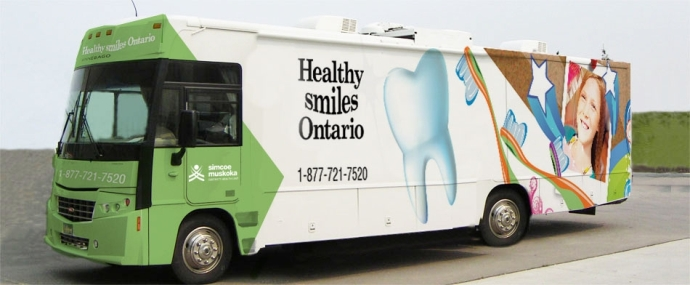 Healthy smiles Ontario
Healthy
smiles
Ontario
1-877-721-7520
simcoe
muskoka
1-877-721-7520